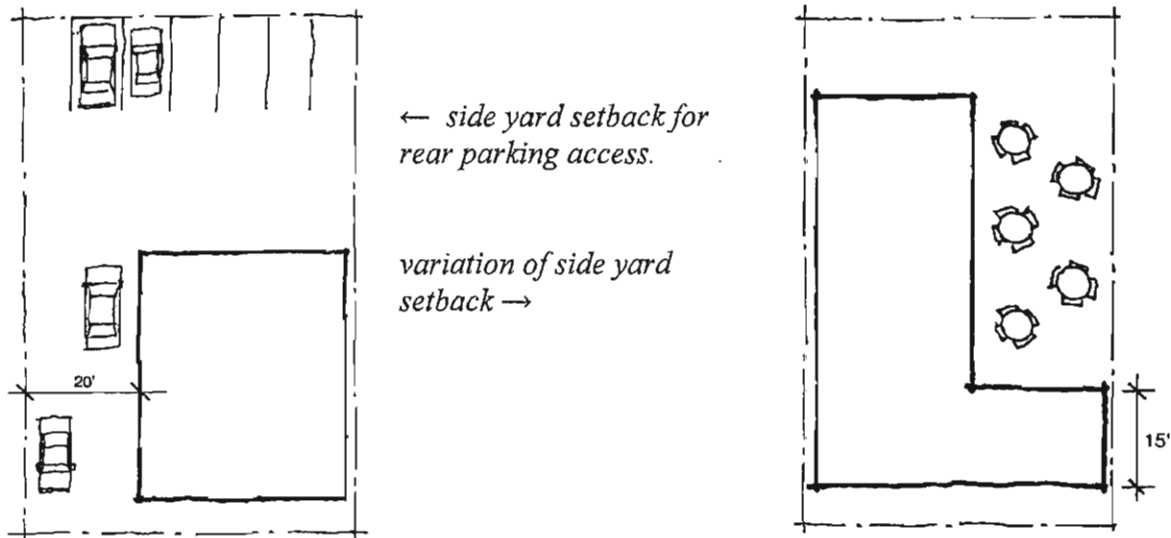 ← side yard setback for
rear parking access.
variation of side yard
setback →
20'
15'